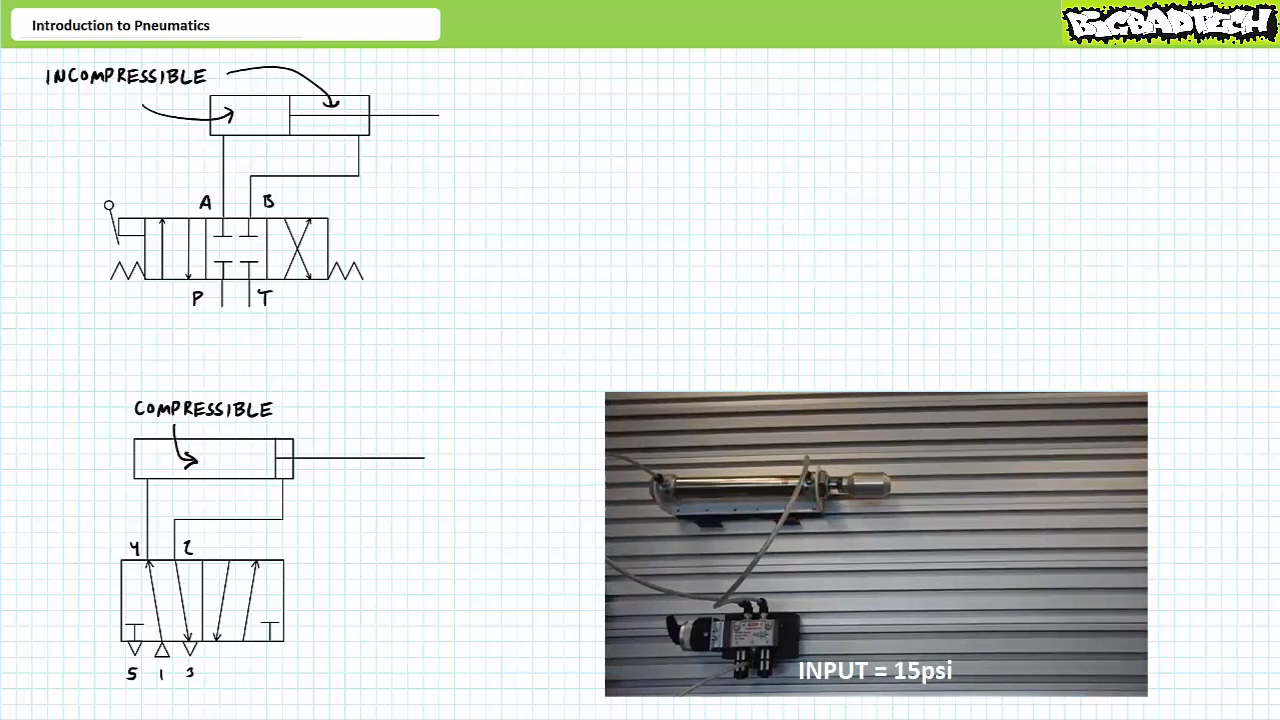 Introduction to Pneumatics
BIGBADTECH
INCOMPRESSIBLE
A B
P T
COMPRESSIBLE
4 2
5 1 3
INPUT = 15psi